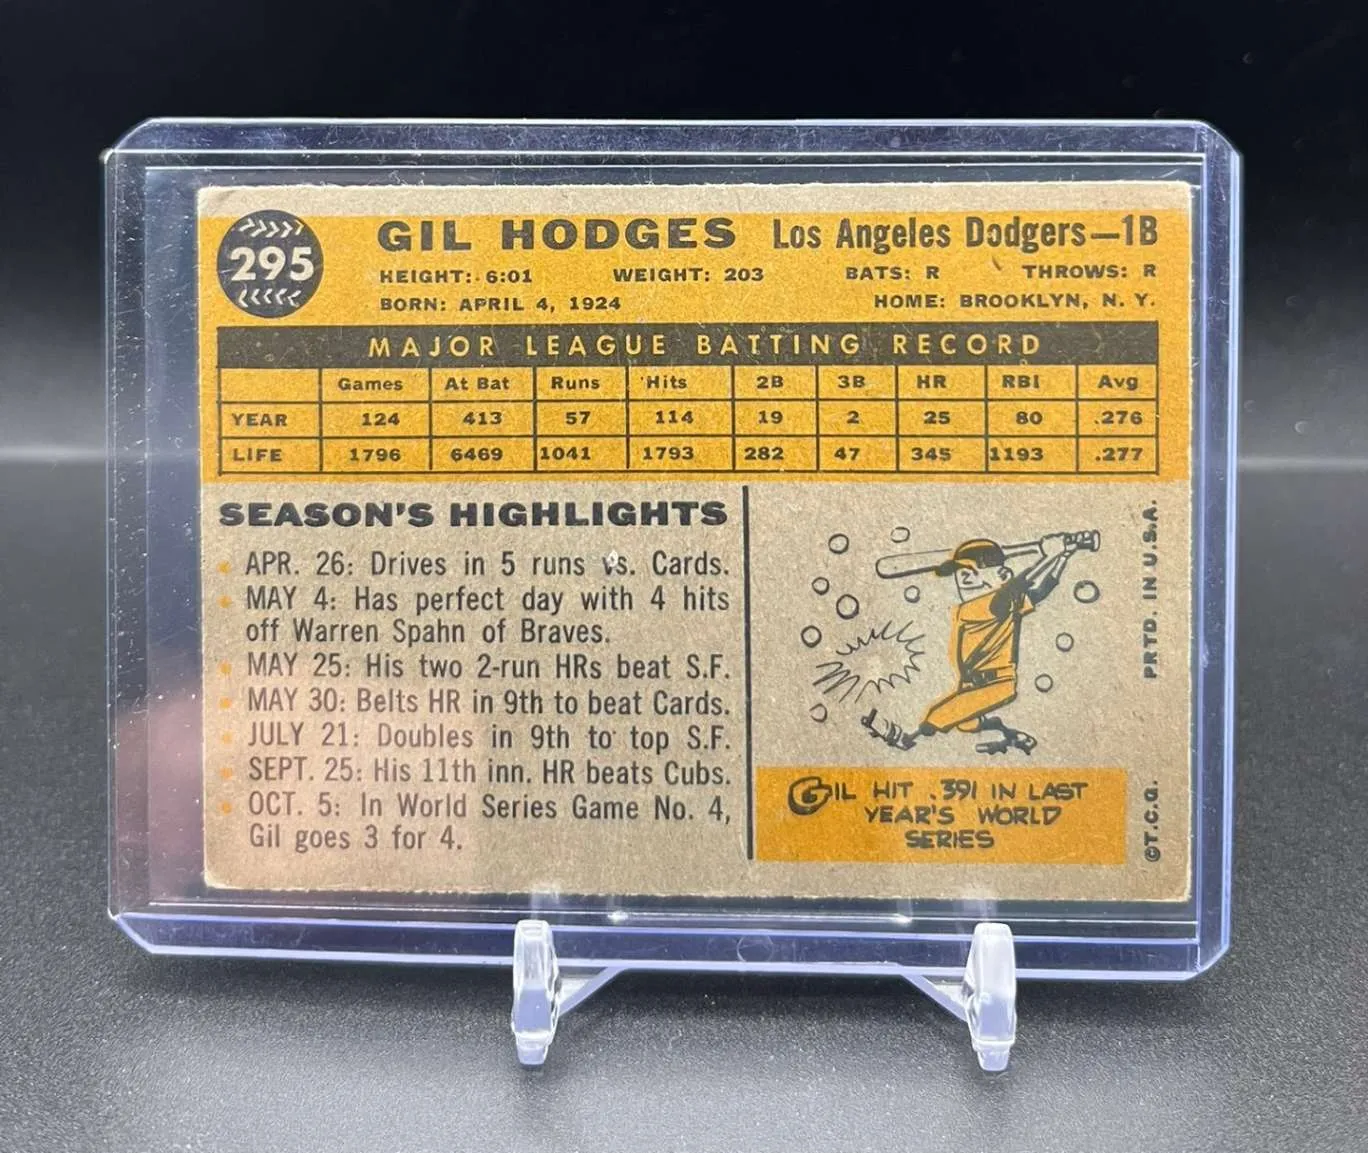 295
GIL HODGES Los Angeles Dodgers—1B
HEIGHT: 6:01 WEIGHT: 203 BATS: R THROWS: R
BORN: APRIL 4, 1924 HOME: BROOKLYN, N. Y.
MAJOR LEAGUE BATTING RECORD
Games At Bat Runs Hits 2B 3B HR RBI Avg
YEAR 124 413 57 114 19 2 25 80 .276
LIFE 1796 6469 1041 1793 282 47 345 1193 .277
SEASON'S HIGHLIGHTS
APR. 26: Drives in 5 runs vs. Cards.
MAY 4: Has perfect day with 4 hits
off Warren Spahn of Braves.
MAY 25: His two 2-run HRs beat S.F.
MAY 30: Belts HR in 9th to beat Cards.
JULY 21: Doubles in 9th to top S.F.
SEPT. 25: His 11th inn. HR beats Cubs.
OCT. 5: In World Series Game No. 4,
Gil goes 3 for 4.
GIL HIT .391 IN LAST
YEAR'S WORLD
SERIES
©T.C.G. PRTD. IN U.S.A.